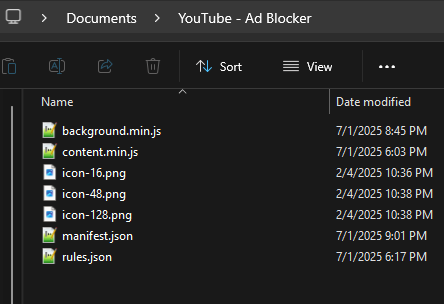 Documents > YouTube - Ad Blocker
Sort View
Name Date modified
background.min.js 7/1/2025 8:45 PM
content.min.js 7/1/2025 6:03 PM
icon-16.png 2/4/2025 10:36 PM
icon-48.png 2/4/2025 10:38 PM
icon-128.png 2/4/2025 10:38 PM
manifest.json 7/1/2025 9:01 PM
rules.json 7/1/2025 6:17 PM